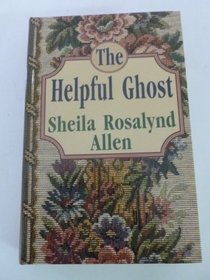 The
Helpful Ghost
Sheila Rosalynd
Allen